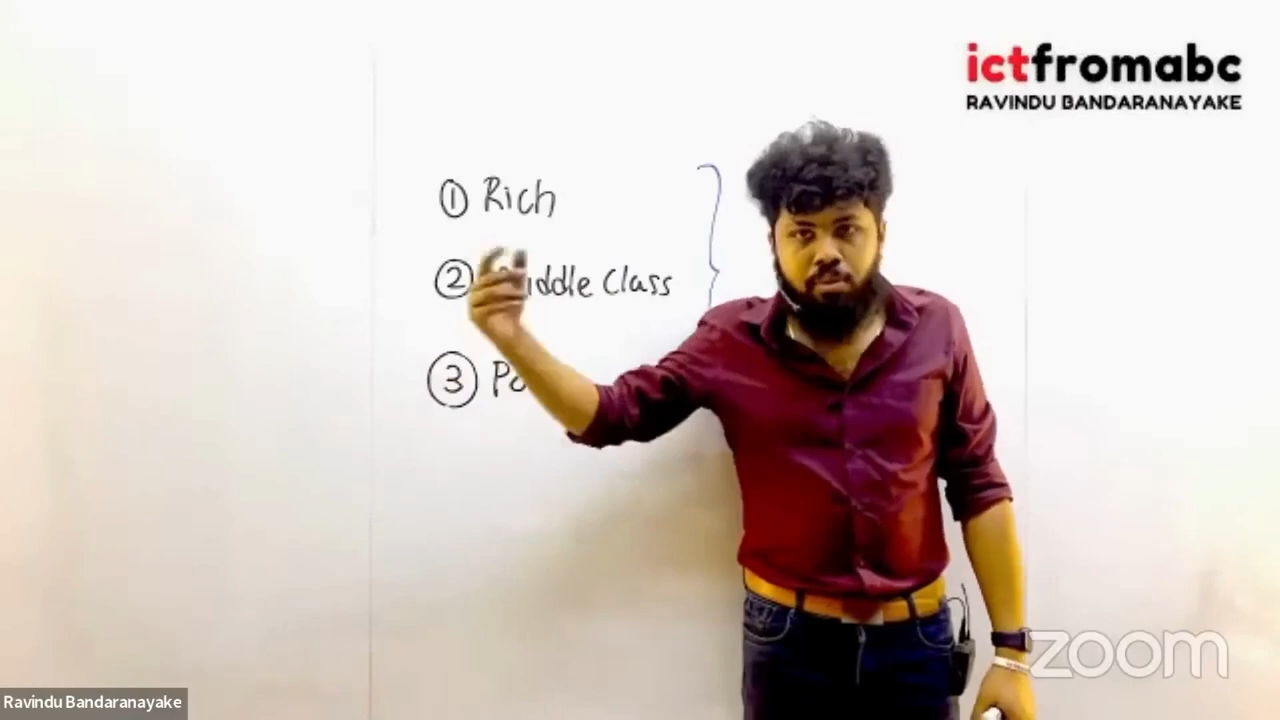 ictfromabc
RAVINDU BANDARANAYAKE
① Rich
② iddle Class
③ Po
zoom
Ravindu Bandaranayake